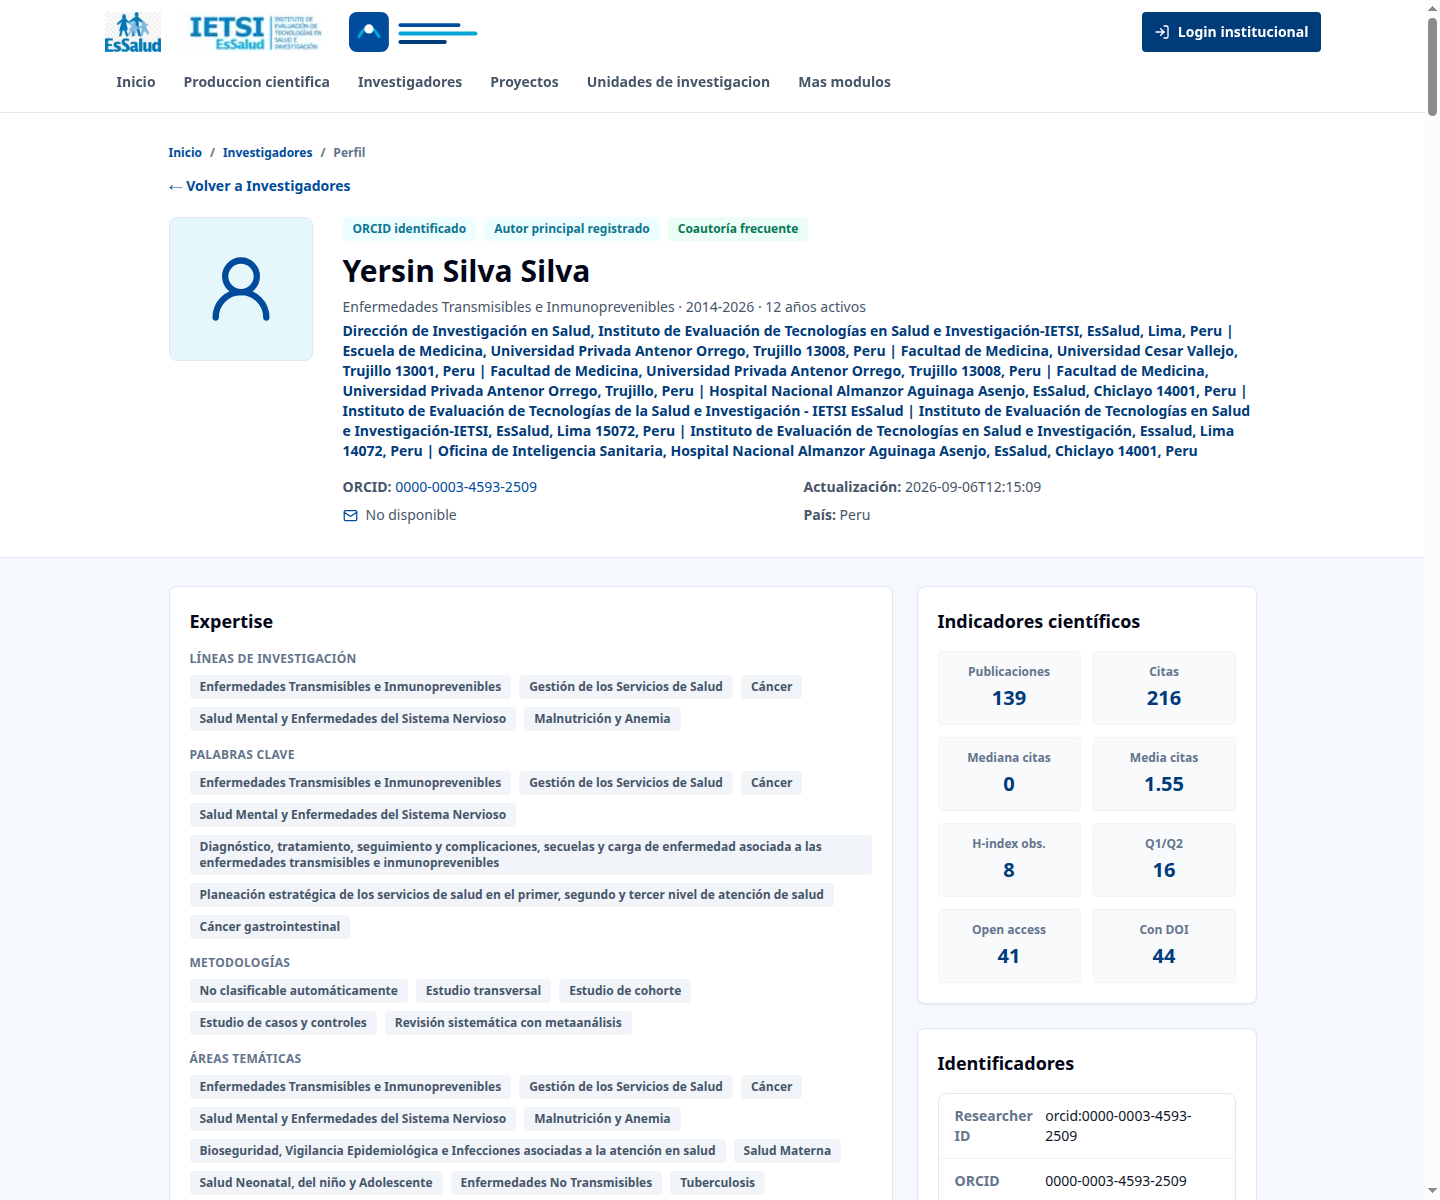 EsSalud
IETSI
EsSalud
INSTITUTO DE
EVALUACIÓN DE
TECNOLOGÍAS EN
SALUD E
INVESTIGACIÓN
Login institucional
Inicio
Produccion cientifica
Investigadores
Proyectos
Unidades de investigacion
Mas modulos
Inicio / Investigadores / Perfil
← Volver a Investigadores
ORCID identificado
Autor principal registrado
Coautoría frecuente
Yersin Silva Silva
Enfermedades Transmisibles e Inmunoprevenibles · 2014-2026 · 12 años activos
Dirección de Investigación en Salud, Instituto de Evaluación de Tecnologías en Salud e Investigación-IETSI, EsSalud, Lima, Peru |
Escuela de Medicina, Universidad Privada Antenor Orrego, Trujillo 13008, Peru | Facultad de Medicina, Universidad Cesar Vallejo,
Trujillo 13001, Peru | Facultad de Medicina, Universidad Privada Antenor Orrego, Trujillo 13008, Peru | Facultad de Medicina,
Universidad Privada Antenor Orrego, Trujillo, Peru | Hospital Nacional Almanzor Aguinaga Asenjo, EsSalud, Chiclayo 14001, Peru |
Instituto de Evaluación de Tecnologías de la Salud e Investigación - IETSI EsSalud | Instituto de Evaluación de Tecnologías en Salud
e Investigación-IETSI, EsSalud, Lima 15072, Peru | Instituto de Evaluación de Tecnologías en Salud e Investigación, Essalud, Lima
14072, Peru | Oficina de Inteligencia Sanitaria, Hospital Nacional Almanzor Aguinaga Asenjo, EsSalud, Chiclayo 14001, Peru
ORCID: 0000-0003-4593-2509
Actualización: 2026-09-06T12:15:09
No disponible
País: Peru
Expertise
LÍNEAS DE INVESTIGACIÓN
Enfermedades Transmisibles e Inmunoprevenibles
Gestión de los Servicios de Salud
Cáncer
Salud Mental y Enfermedades del Sistema Nervioso
Malnutrición y Anemia
PALABRAS CLAVE
Enfermedades Transmisibles e Inmunoprevenibles
Gestión de los Servicios de Salud
Cáncer
Salud Mental y Enfermedades del Sistema Nervioso
Diagnóstico, tratamiento, seguimiento y complicaciones, secuelas y carga de enfermedad asociada a las
enfermedades transmisibles e inmunoprevenibles
Planeación estratégica de los servicios de salud en el primer, segundo y tercer nivel de atención de salud
Cáncer gastrointestinal
METODOLOGÍAS
No clasificable automáticamente
Estudio transversal
Estudio de cohorte
Estudio de casos y controles
Revisión sistemática con metaanálisis
ÁREAS TEMÁTICAS
Enfermedades Transmisibles e Inmunoprevenibles
Gestión de los Servicios de Salud
Cáncer
Salud Mental y Enfermedades del Sistema Nervioso
Malnutrición y Anemia
Bioseguridad, Vigilancia Epidemiológica e Infecciones asociadas a la atención en salud
Salud Materna
Salud Neonatal, del niño y Adolescente
Enfermedades No Transmisibles
Tuberculosis
Indicadores científicos
Publicaciones
139
Citas
216
Mediana citas
0
Media citas
1.55
H-index obs.
8
Q1/Q2
16
Open access
41
Con DOI
44
Identificadores
Researcher ID
orcid:0000-0003-4593-
2509
ORCID
0000-0003-4593-2509